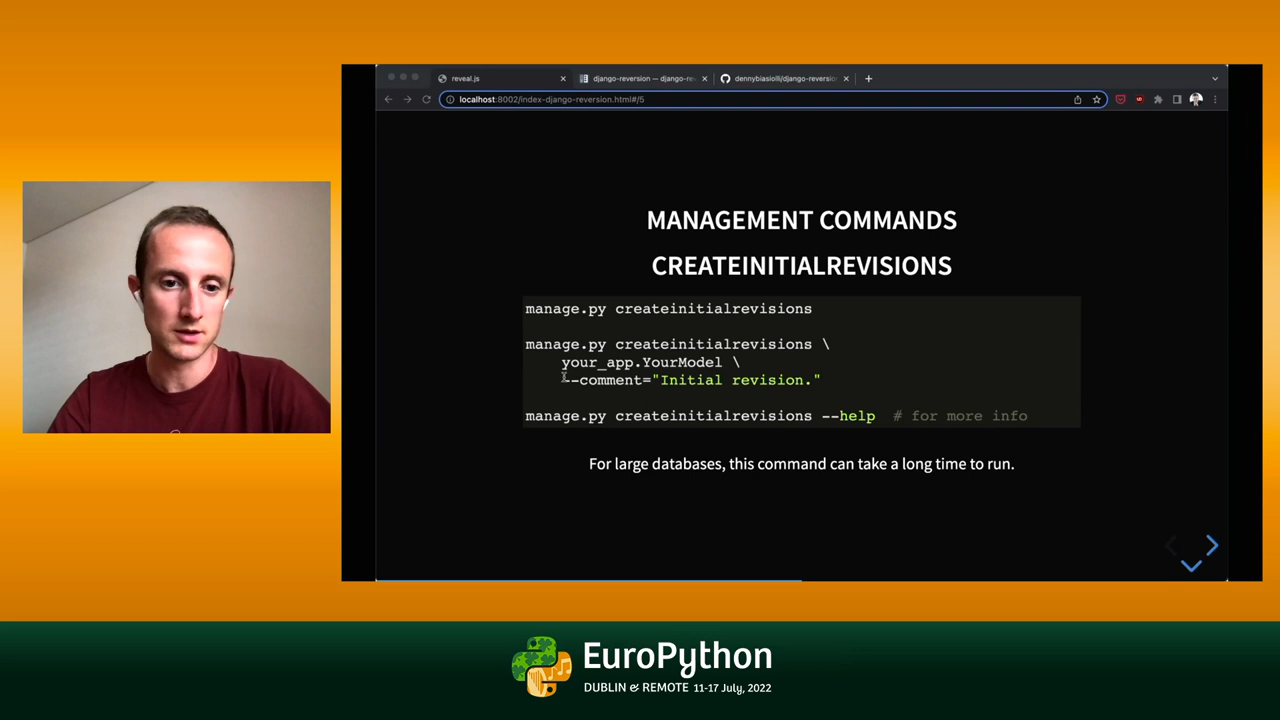 reveal.js
django-reversion — django-re
dennybiasiolli/django-reversio
localhost:8002/index-django-reversion.html#/5
MANAGEMENT COMMANDS
CREATEINITIALREVISIONS
manage.py createinitialrevisions
manage.py createinitialrevisions \
your_app.YourModel \
--comment="Initial revision."
manage.py createinitialrevisions --help # for more info
For large databases, this command can take a long time to run.
EuroPython
DUBLIN & REMOTE 11-17 July, 2022